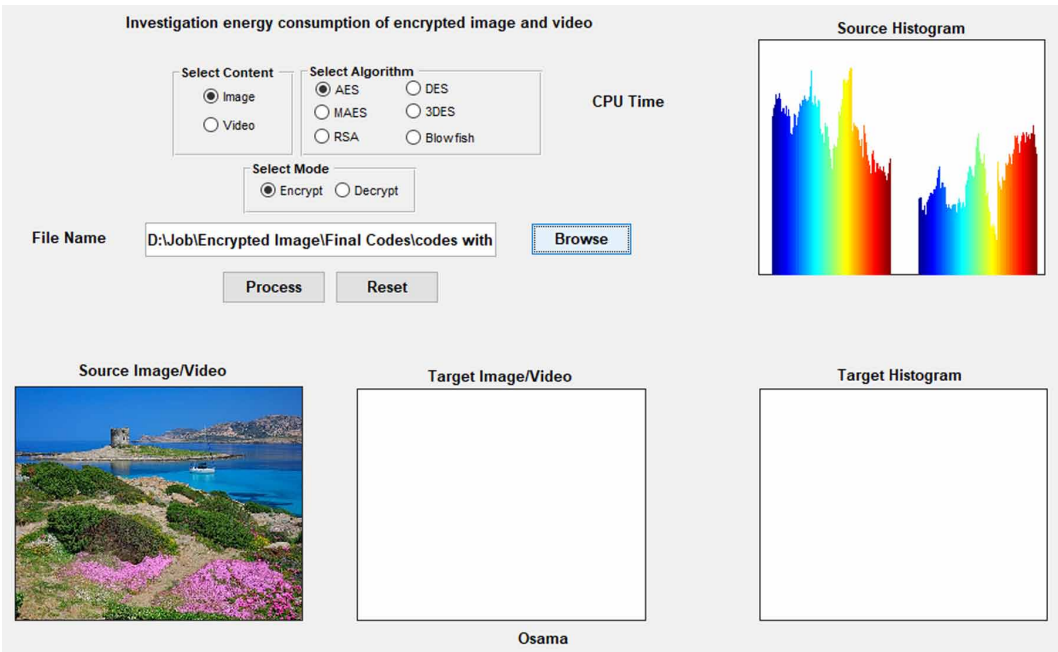 Investigation energy consumption of encrypted image and video
Source Histogram
Select Content
Image
Video
Select Algorithm
AES
DES
MAES
3DES
RSA
Blowfish
CPU Time
Select Mode
Encrypt
Decrypt
File Name
D:\Job\Encrypted Image\Final Codes\codes with
Browse
Process
Reset
Source Image/Video
Target Image/Video
Target Histogram
Osama